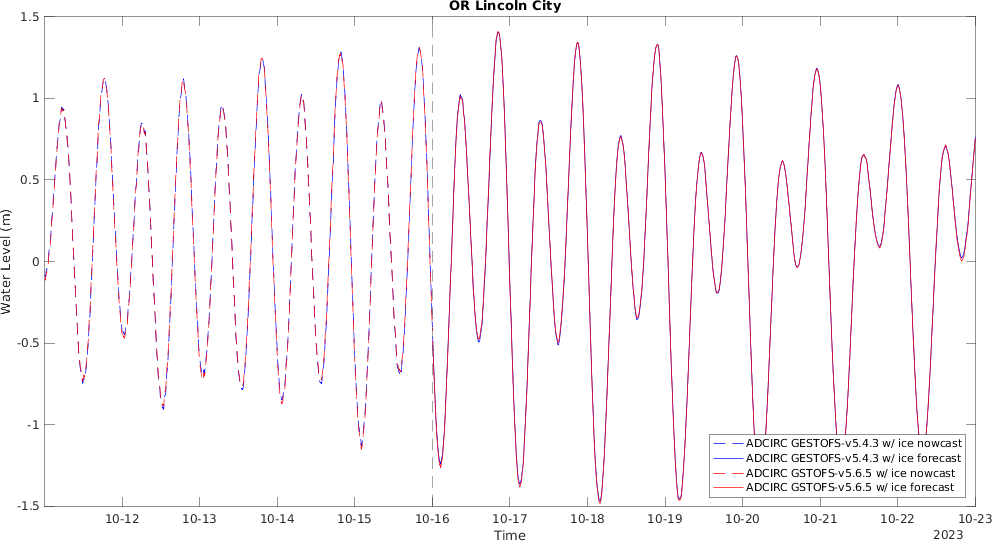 OR Lincoln City
1.5
1
0.5
0
-0.5
-1
-1.5
Water Level (m)
ADCIRC GESTOFS-v5.4.3 w/ ice nowcast
ADCIRC GESTOFS-v5.4.3 w/ ice forecast
ADCIRC GSTOFS-v5.6.5 w/ ice nowcast
ADCIRC GSTOFS-v5.6.5 w/ ice forecast
10-12 10-13 10-14 10-15 10-16 10-17 10-18 10-19 10-20 10-21 10-22 10-23
Time
2023